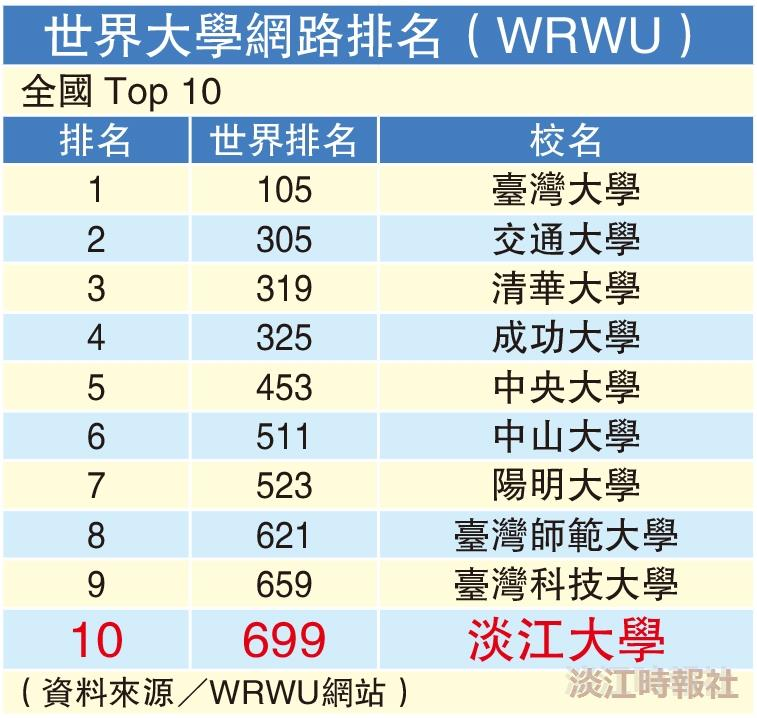 世界大學網路排名（WRWU）
全國 Top 10
排名 世界排名 校名
1 105 臺灣大學
2 305 交通大學
3 319 清華大學
4 325 成功大學
5 453 中央大學
6 511 中山大學
7 523 陽明大學
8 621 臺灣師範大學
9 659 臺灣科技大學
10 699 淡江大學
（資料來源／WRWU網站）
淡江時報社